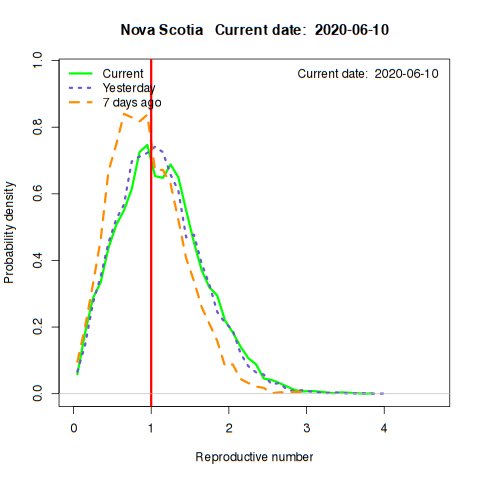 Nova Scotia   Current date:  2020-06-10
Current
Yesterday
7 days ago
Current date:  2020-06-10
Probability density
1.0
0.8
0.6
0.4
0.2
0.0
0
1
2
3
4
Reproductive number